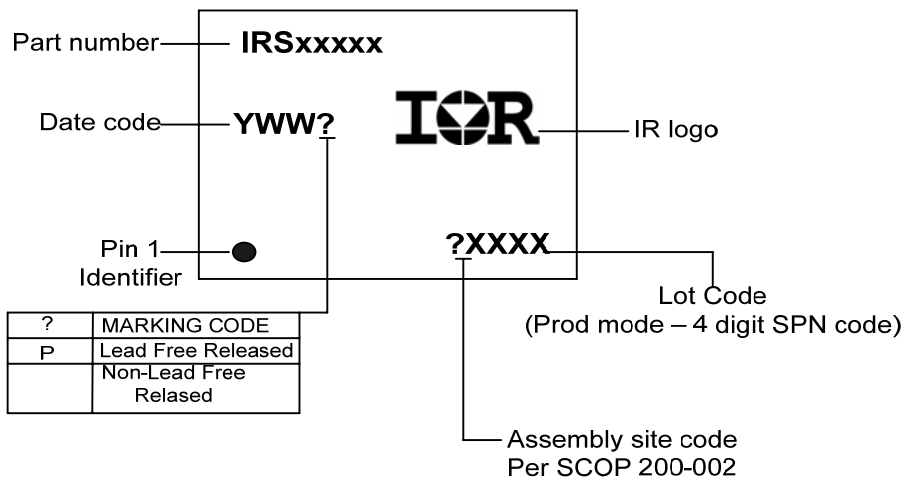 Part number
IRSxxxxx
Date code
YWW?
IOR
IR logo
Pin 1
Identifier
?XXXX
Lot Code
(Prod mode – 4 digit SPN code)
? MARKING CODE
P Lead Free Released
Non-Lead Free
Relased
Assembly site code
Per SCOP 200-002